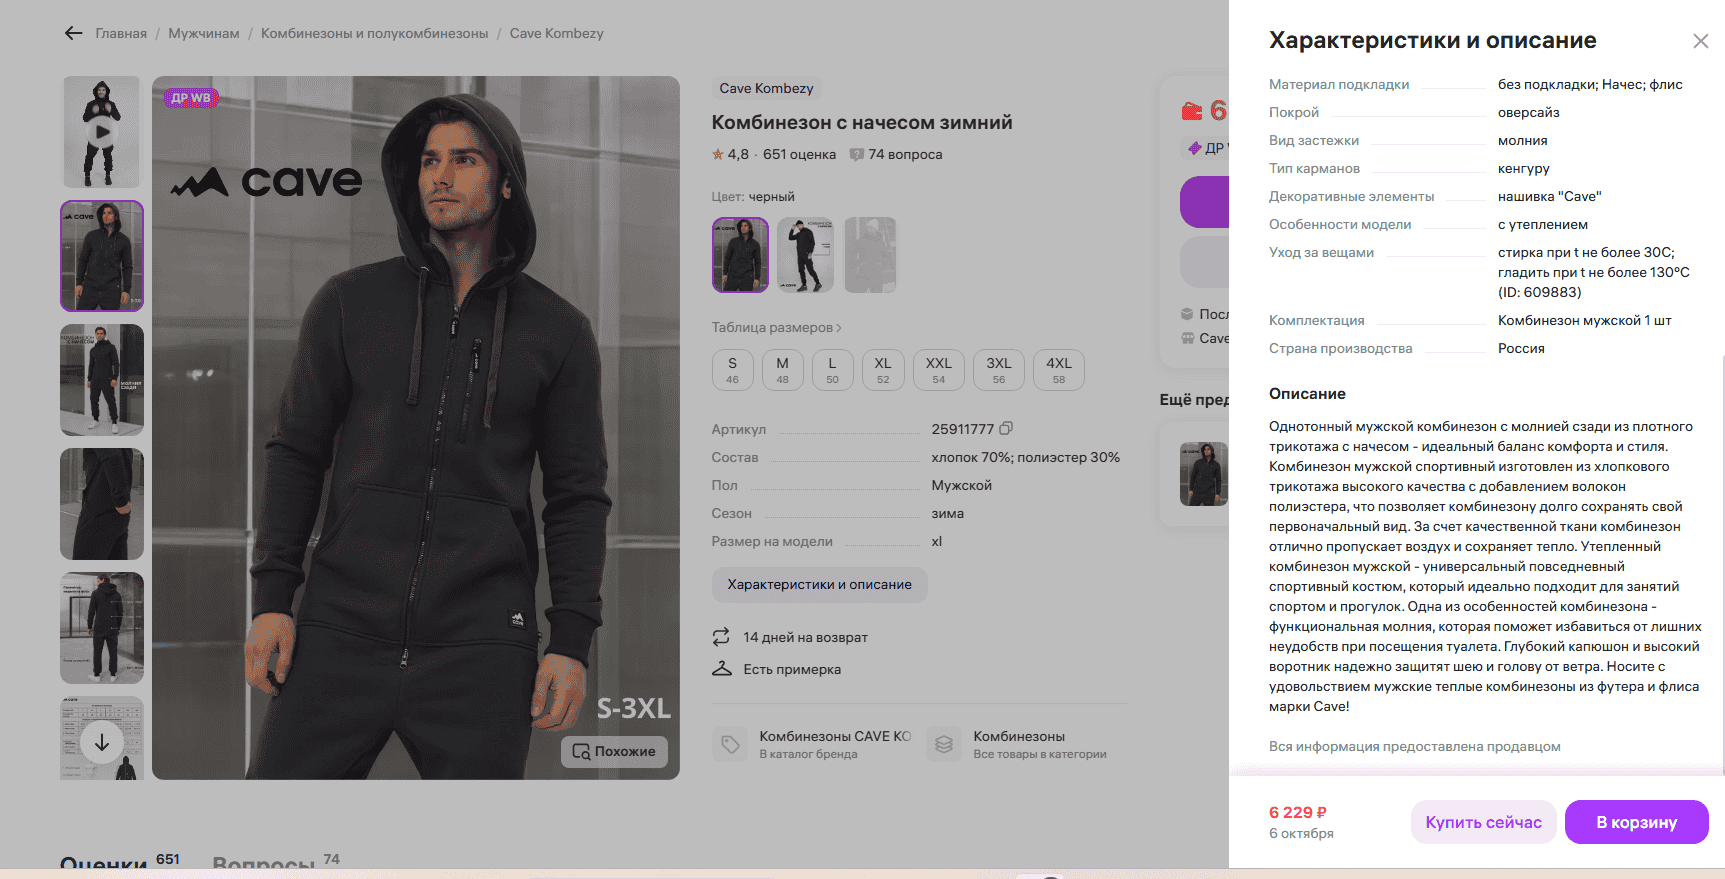 Главная / Мужчинам / Комбинезоны и полукомбинезоны / Cave Kombezy
ДР WB
cave
S-3XL
Похожие
Cave Kombezy
Комбинезон с начесом зимний
4,8 · 651 оценка 74 вопроса
Цвет: черный
Таблица размеров
S M L XL XXL 3XL 4XL
46 48 50 52 54 56 58
Артикул 25911777
Состав хлопок 70%; полиэстер 30%
Пол Мужской
Сезон зима
Размер на модели xl
Характеристики и описание
14 дней на возврат
Есть примерка
Комбинезоны CAVE KO
В каталог бренда
Комбинезоны
Все товары в категории
6
ДР
Cave
Оценки 651 Вопросы 74
Характеристики и описание
Материал подкладки без подкладки; Начес; флис
Покрой оверсайз
Вид застежки молния
Тип карманов кенгуру
Декоративные элементы нашивка "Cave"
Особенности модели с утеплением
Уход за вещами стирка при t не более 30С;
гладить при t не более 130°С
(ID: 609883)
Комплектация Комбинезон мужской 1 шт
Страна производства Россия
Описание
Однотонный мужской комбинезон с молнией сзади из плотного
трикотажа с начесом - идеальный баланс комфорта и стиля.
Комбинезон мужской спортивный изготовлен из хлопкового
трикотажа высокого качества с добавлением волокон
полиэстера, что позволяет комбинезону долго сохранять свой
первоначальный вид. За счет качественной ткани комбинезон
отлично пропускает воздух и сохраняет тепло. Утепленный
комбинезон мужской - универсальный повседневный
спортивный костюм, который идеально подходит для занятий
спортом и прогулок. Одна из особенностей комбинезона -
функциональная молния, которая поможет избавиться от лишних
неудобств при посещения туалета. Глубокий капюшон и высокий
воротник надежно защитят шею и голову от ветра. Носите с
удовольствием мужские теплые комбинезоны из футера и флиса
марки Cave!
Вся информация предоставлена продавцом
6 229 ₽
6 октября
Купить сейчас
В корзину